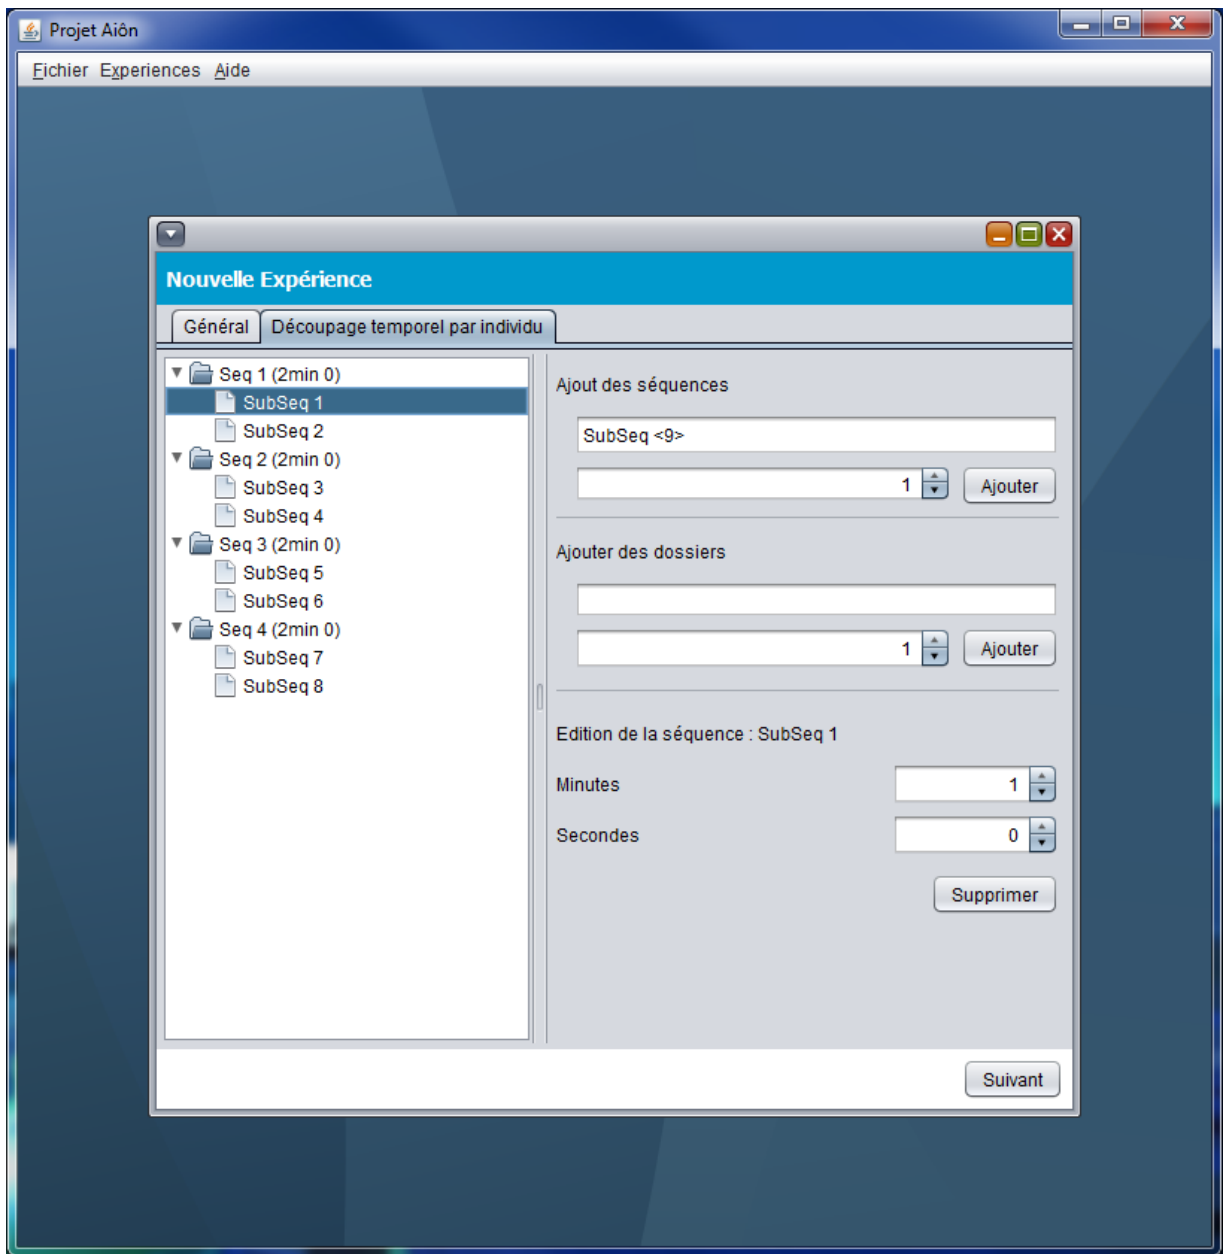 Projet Aiôn
Fichier Experiences Aide
Nouvelle Expérience
Général Découpage temporel par individu
Seq 1 (2min 0)
SubSeq 1
SubSeq 2
Seq 2 (2min 0)
SubSeq 3
SubSeq 4
Seq 3 (2min 0)
SubSeq 5
SubSeq 6
Seq 4 (2min 0)
SubSeq 7
SubSeq 8
Ajout des séquences
SubSeq <9>
1 Ajouter
Ajouter des dossiers
1 Ajouter
Edition de la séquence : SubSeq 1
Minutes 1
Secondes 0
Supprimer
Suivant